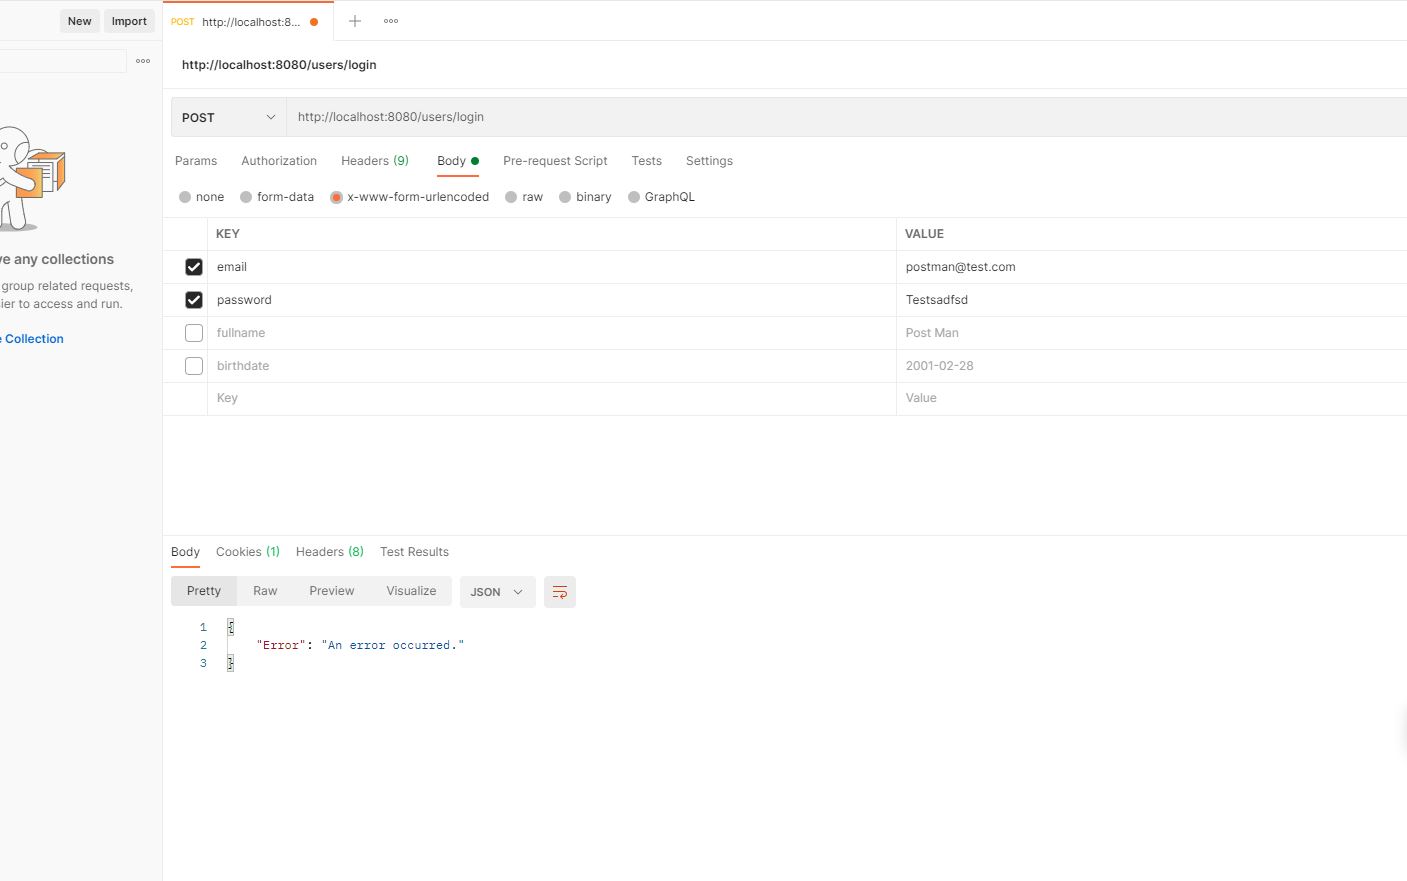 New Import
POST http://localhost:8...
http://localhost:8080/users/login
POST http://localhost:8080/users/login
Params Authorization Headers (9) Body Pre-request Script Tests Settings
none form-data x-www-form-urlencoded raw binary GraphQL
KEY VALUE
email postman@test.com
password Testsadfsd
fullname Post Man
birthdate 2001-02-28
Key Value
any collections
group related requests,
to access and run.
Collection
Body Cookies (1) Headers (8) Test Results
Pretty Raw Preview Visualize JSON
1 {
2 "Error": "An error occurred."
3 }